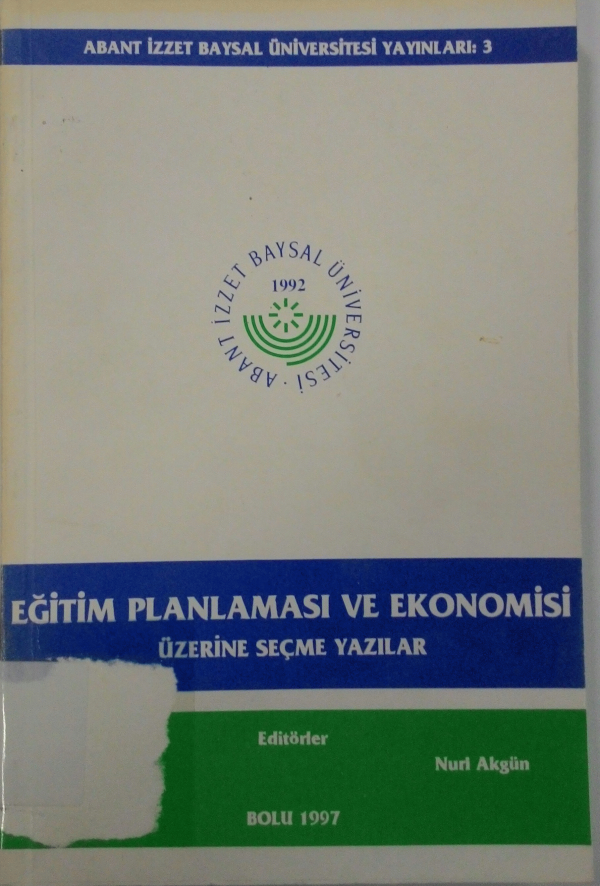 ABANT İZZET BAYSAL ÜNİVERSİTESİ YAYINLARI: 3
ABANT İZZET BAYSAL ÜNİVERSİTESİ ·
1992
EĞİTİM PLANLAMASI VE EKONOMİSİ
ÜZERİNE SEÇME YAZILAR
Editörler
Nuri Akgün
BOLU 1997